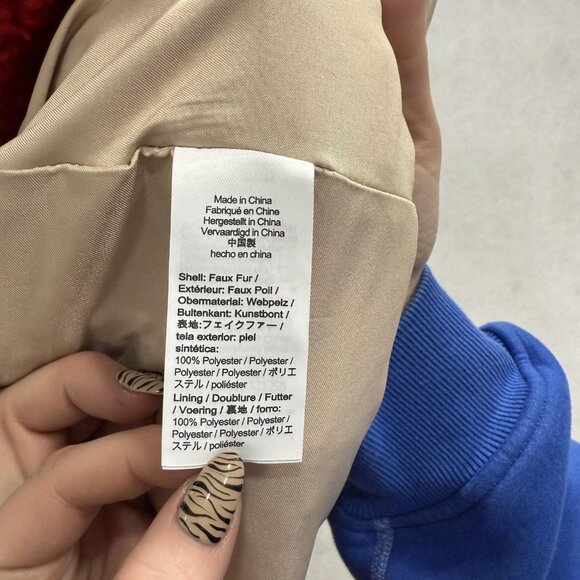 Made in China
Fabriqué en Chine
Hergestellt in China
Vervaardigd in China
中国製
hecho en china
Shell: Faux Fur /
Extérieur: Faux Poil /
Obermaterial: Webpelz /
Buitenkant: Kunstbont /
表地:フェイクファー /
tela exterior: piel
sintética:
100% Polyester / Polyester /
Polyester / Polyester / ポリエ
ステル / poliéster
Lining / Doublure / Futter
/ Voering / 裏地 / forro:
100% Polyester / Polyester /
Polyester / Polyester / ポリエ
ステル / poliéster